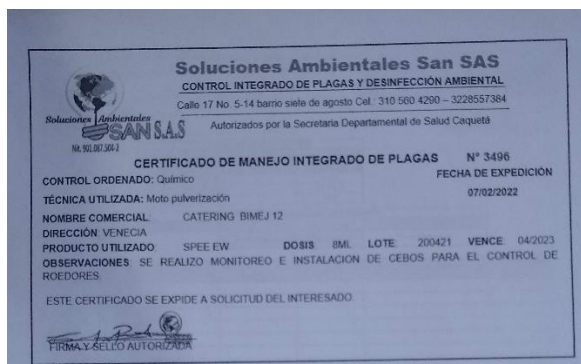 Soluciones Ambientales San SAS
CONTROL INTEGRADO DE PLAGAS Y DESINFECCIÓN AMBIENTAL
Calle 17 No. 5-14 barrio siete de agosto Cel.: 310 560 4290 – 3228557384
Autorizados por la Secretaria Departamental de Salud Caquetá
Soluciones Ambientales
SAN S.A.S
Nit. 901.087.501-2
CERTIFICADO DE MANEJO INTEGRADO DE PLAGAS N° 3496
CONTROL ORDENADO: Químico FECHA DE EXPEDICIÓN
TÉCNICA UTILIZADA: Moto pulverización 07/02/2022
NOMBRE COMERCIAL: CATERING BIMEJ 12
DIRECCIÓN: VENECIA
PRODUCTO UTILIZADO: SPEE EW DOSIS 8ML LOTE 200421 VENCE: 04/2023
OBSERVACIONES: SE REALIZO MONITOREO E INSTALACION DE CEBOS PARA EL CONTROL DE
ROEDORES.
ESTE CERTIFICADO SE EXPIDE A SOLICITUD DEL INTERESADO.
FIRMA Y SELLO AUTORIZADA